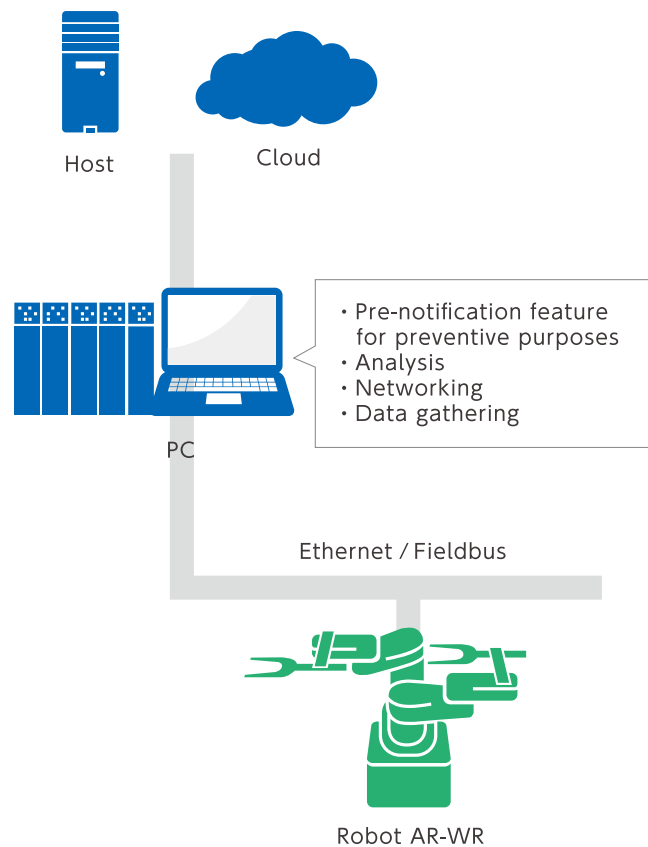 Host
Cloud
・Pre-notification feature
for preventive purposes
・Analysis
・Networking
・Data gathering
PC
Ethernet / Fieldbus
Robot AR-WR